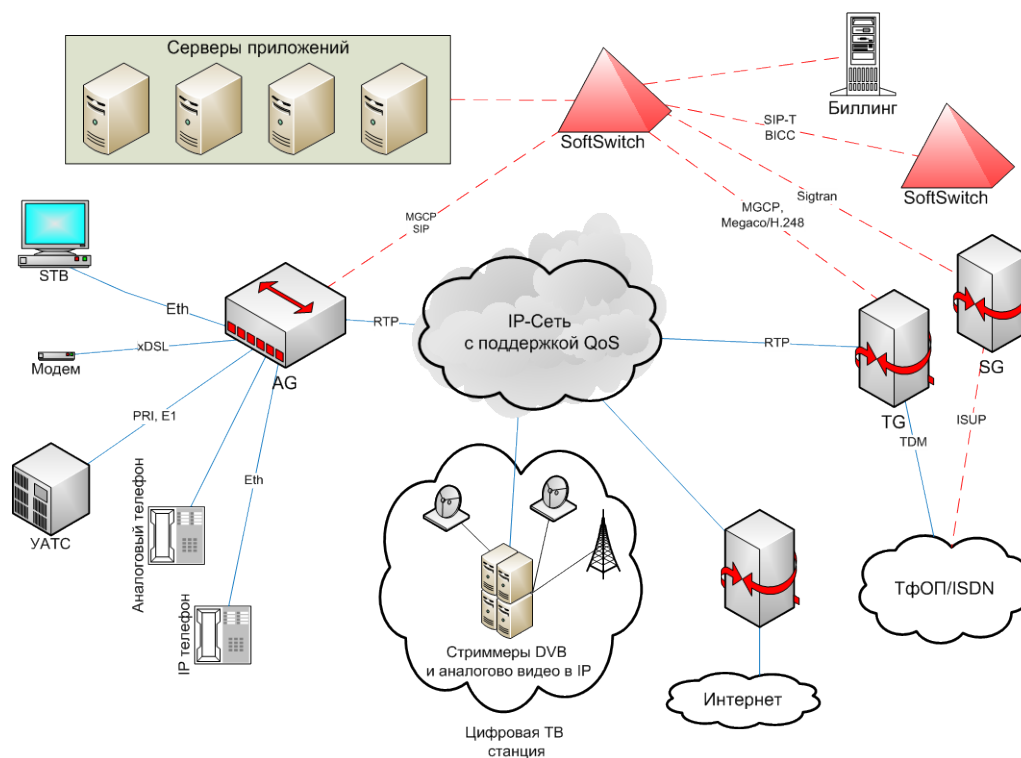 Серверы приложений
SoftSwitch
Биллинг
SIP-T
BICC
SoftSwitch
Sigtran
MGCP,
Megaco/H.248
MGCP
SIP
STB
Eth
AG
RTP
IP-Сеть
с поддержкой QoS
RTP
TG
SG
Модем
xDSL
PRI, E1
УАТС
Аналоговый телефон
Eth
IP телефон
TDM
ISUP
ТфОП/ISDN
Стриммеры DVB
и аналогово видео в IP
Цифровая ТВ
станция
Интернет